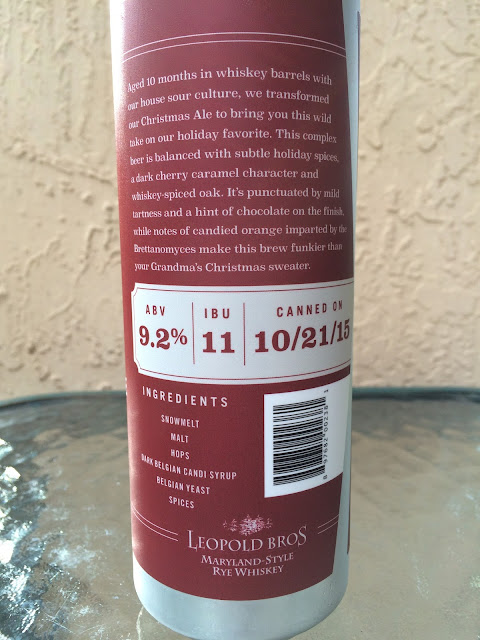 Aged 10 months in whiskey barrels with
our house sour culture, we transformed
our Christmas Ale to bring you this wild
take on our holiday favorite. This complex
beer is balanced with subtle holiday spices,
a dark cherry caramel character and
whiskey-spiced oak. It's punctuated by mild
tartness and a hint of chocolate on the finish,
while notes of candied orange imparted by the
Brettanomyces make this brew funkier than
your Grandma's Christmas sweater.
ABV
9.2%
IBU
11
CANNED ON
10/21/15
INGREDIENTS
SNOWMELT
MALT
HOPS
DARK BELGIAN CANDI SYRUP
BELGIAN YEAST
SPICES
8 97682 00238 1
LEOPOLD BROS
MARYLAND-STYLE
RYE WHISKEY